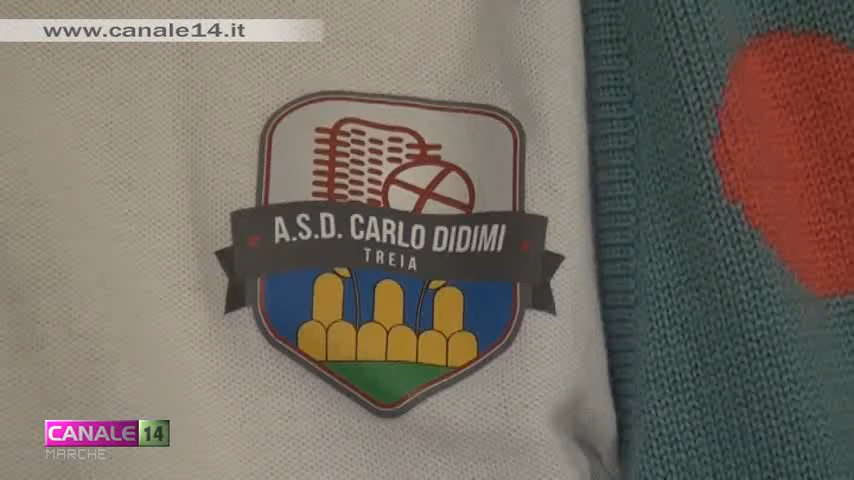 www.canale14.it
A.S.D. CARLO DIDIMI
TREIA
CANALE 14
MARCHE